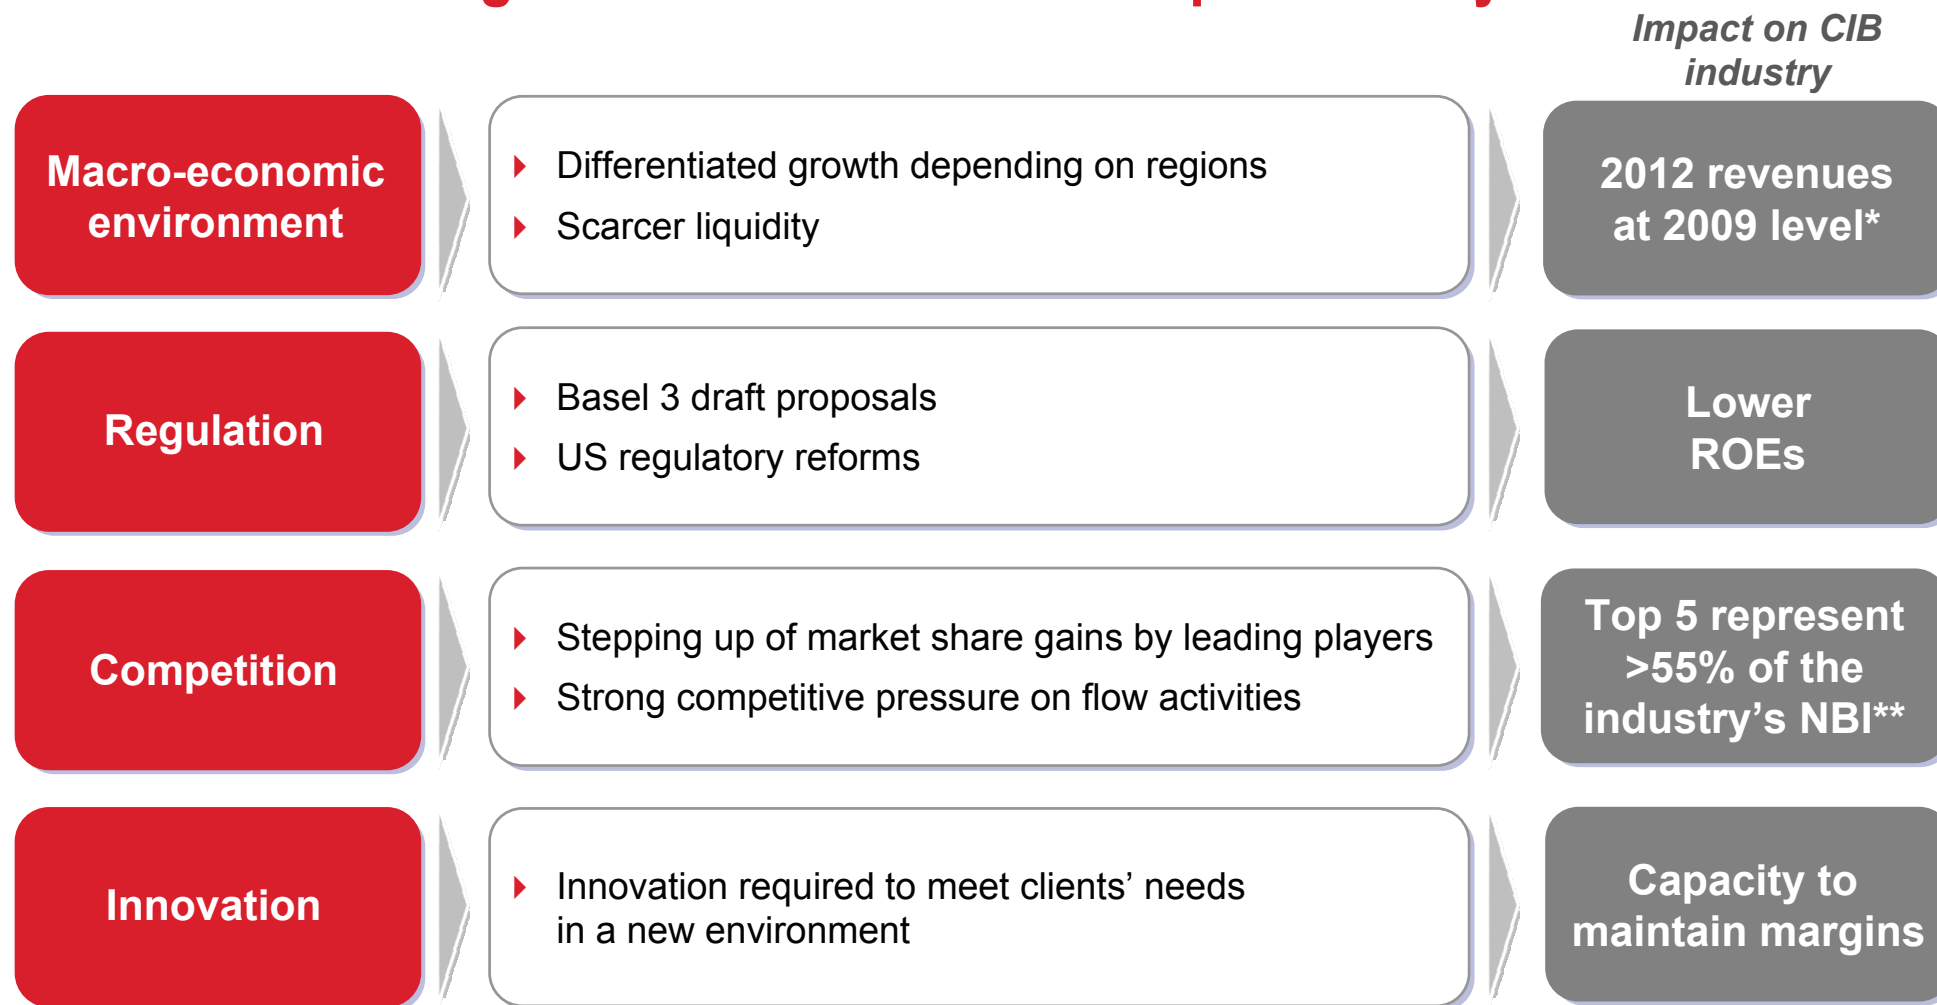 Impact on CIB
industry
Macro-economic
environment
Differentiated growth depending on regions
Scarcer liquidity
2012 revenues
at 2009 level*
Regulation
Basel 3 draft proposals
US regulatory reforms
Lower
ROEs
Competition
Stepping up of market share gains by leading players
Strong competitive pressure on flow activities
Top 5 represent
>55% of the
industry’s NBI**
Innovation
Innovation required to meet clients’ needs
in a new environment
Capacity to
maintain margins